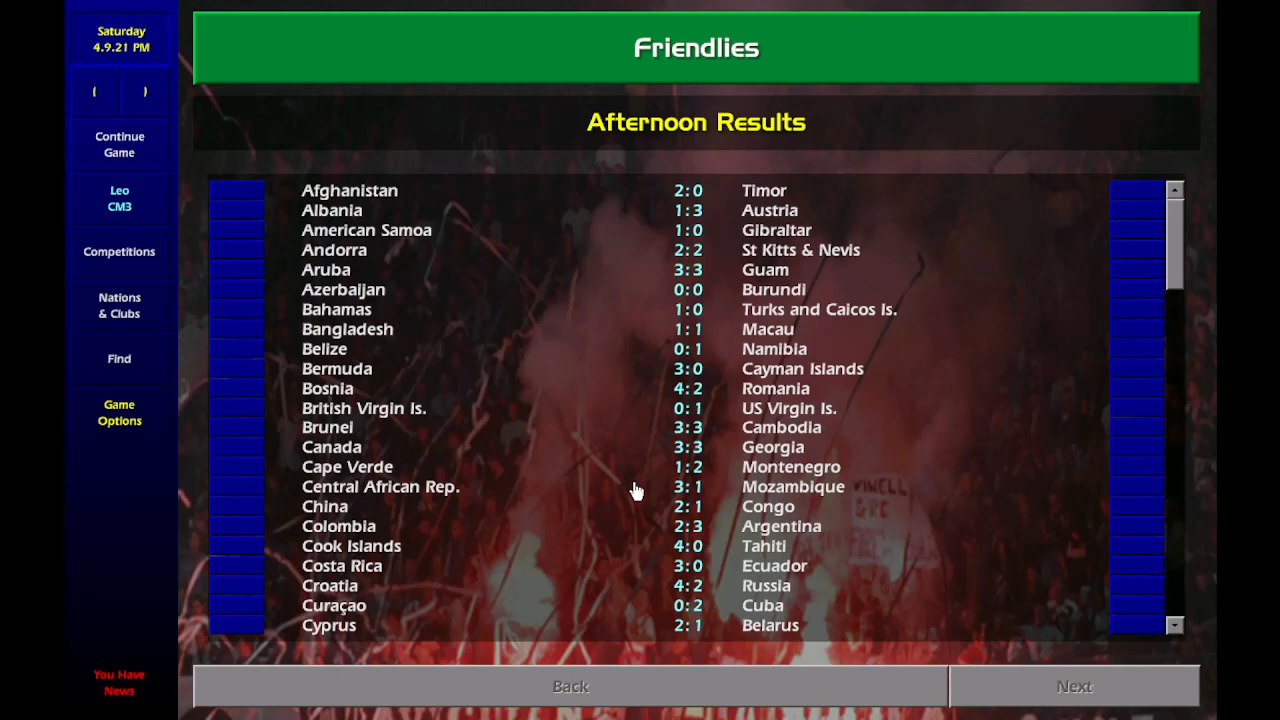 Saturday
4.9.21 PM
Continue
Game
Leo
CM3
Competitions
Nations
& Clubs
Find
Game
Options
You Have
News
Friendlies
Afternoon Results
Afghanistan 2:0 Timor
Albania 1:3 Austria
American Samoa 1:0 Gibraltar
Andorra 2:2 St Kitts & Nevis
Aruba 3:3 Guam
Azerbaijan 0:0 Burundi
Bahamas 1:0 Turks and Caicos Is.
Bangladesh 1:1 Macau
Belize 0:1 Namibia
Bermuda 3:0 Cayman Islands
Bosnia 4:2 Romania
British Virgin Is. 0:1 US Virgin Is.
Brunei 3:3 Cambodia
Canada 3:3 Georgia
Cape Verde 1:2 Montenegro
Central African Rep. 3:1 Mozambique
China 2:1 Congo
Colombia 2:3 Argentina
Cook Islands 4:0 Tahiti
Costa Rica 3:0 Ecuador
Croatia 4:2 Russia
Curaçao 0:2 Cuba
Cyprus 2:1 Belarus
Back Next